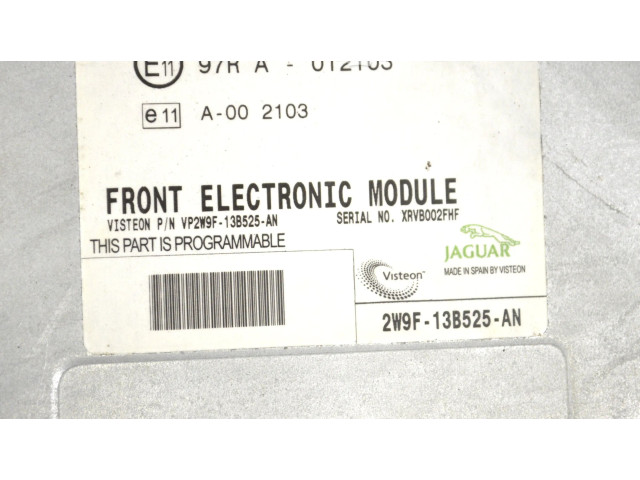 E11 97R A - 012103
e11 A-00 2103
FRONT ELECTRONIC MODULE
VISTEON P/N VP2W9F-13B525-AN SERIAL NO. XRVB002FHF
THIS PART IS PROGRAMMABLE
Visteon
JAGUAR
MADE IN SPAIN BY VISTEON
2W9F-13B525-AN